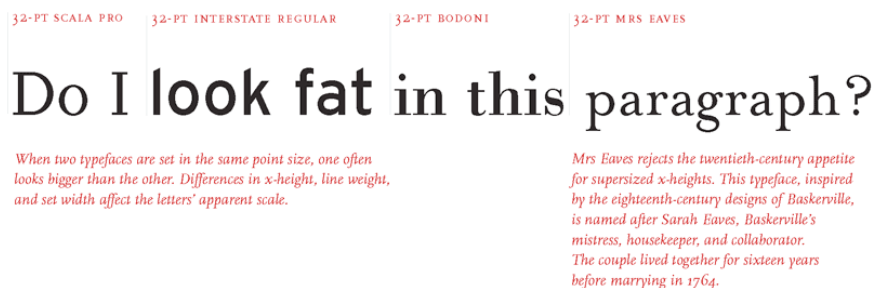 32-PT SCALA PRO 32-PT INTERSTATE REGULAR 32-PT BODONI 32-PT MRS EAVES
Do I look fat in this paragraph?
When two typefaces are set in the same point size, one often
looks bigger than the other. Differences in x-height, line weight,
and set width affect the letters’ apparent scale.
Mrs Eaves rejects the twentieth-century appetite
for supersized x-heights. This typeface, inspired
by the eighteenth-century designs of Baskerville,
is named after Sarah Eaves, Baskerville’s
mistress, housekeeper, and collaborator.
The couple lived together for sixteen years
before marrying in 1764.